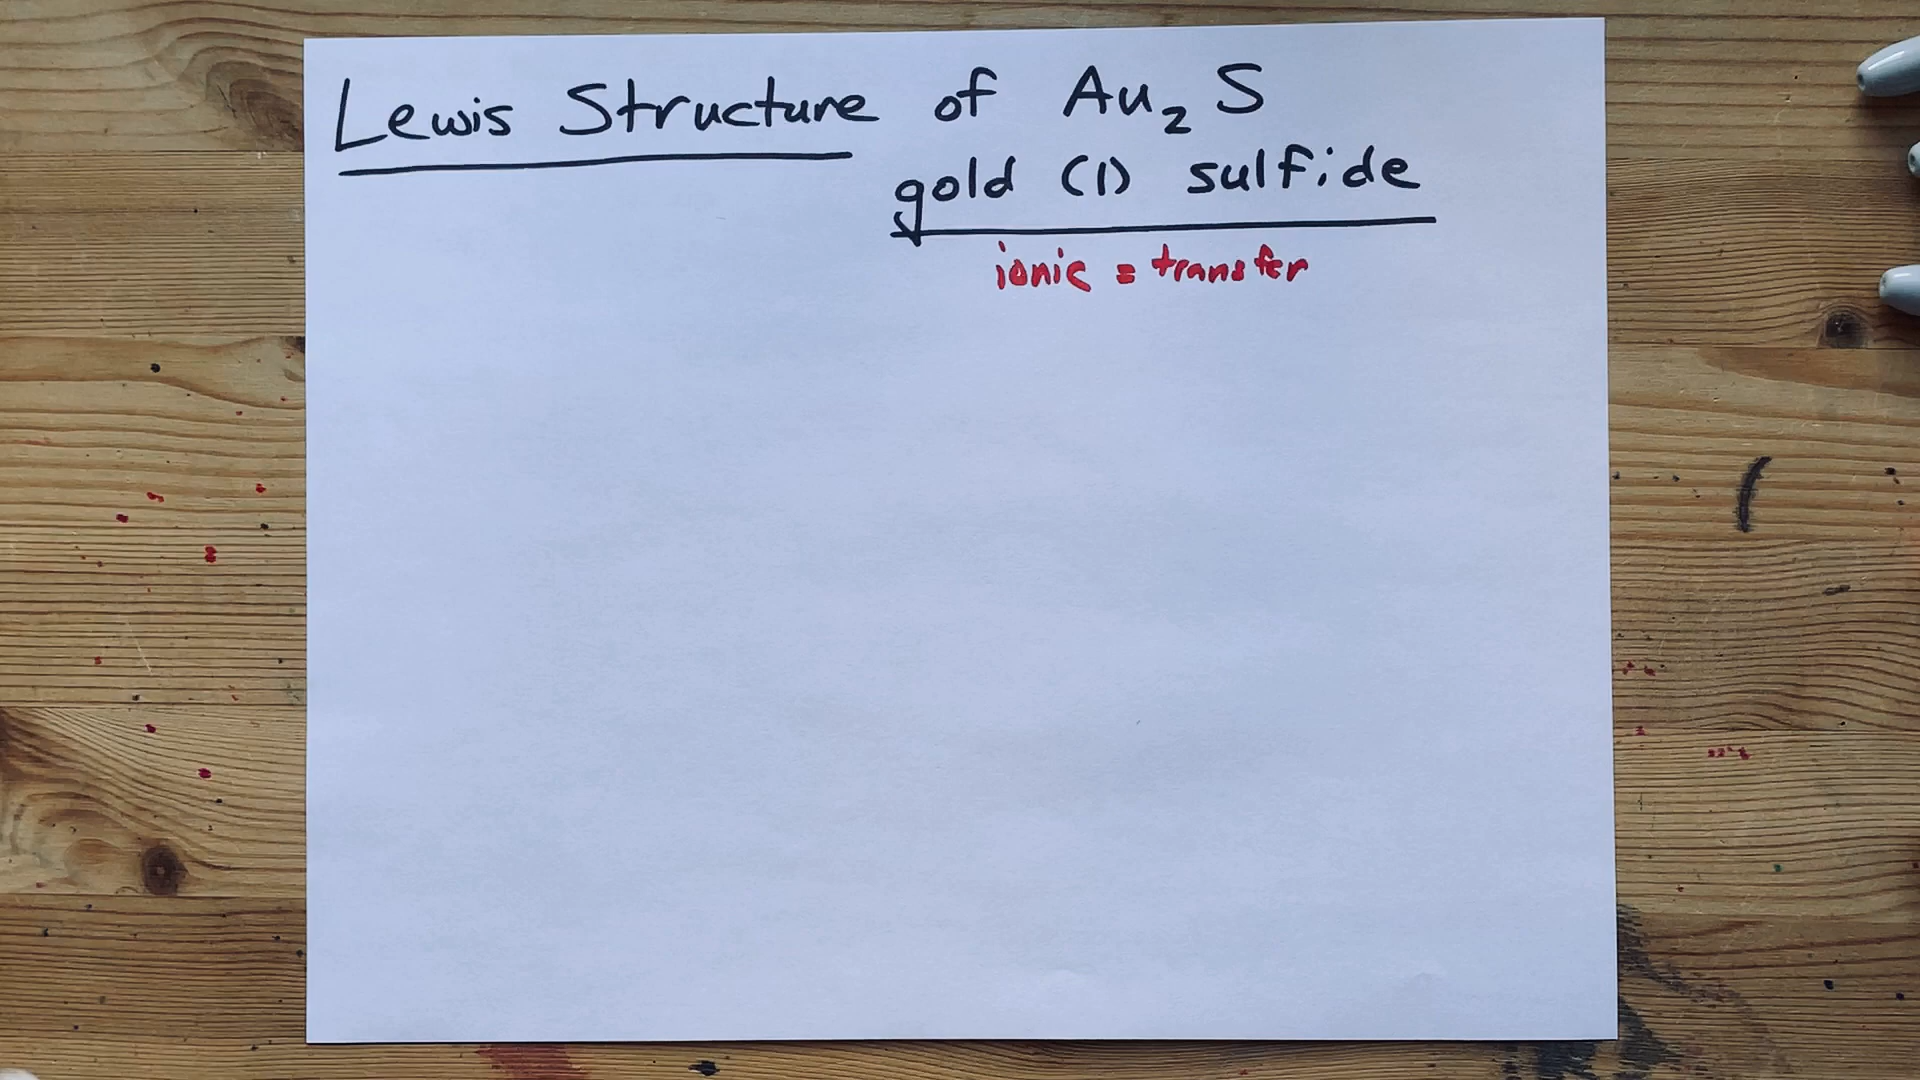 Lewis Structure of Au₂S
gold (I) sulfide
ionic = transfer